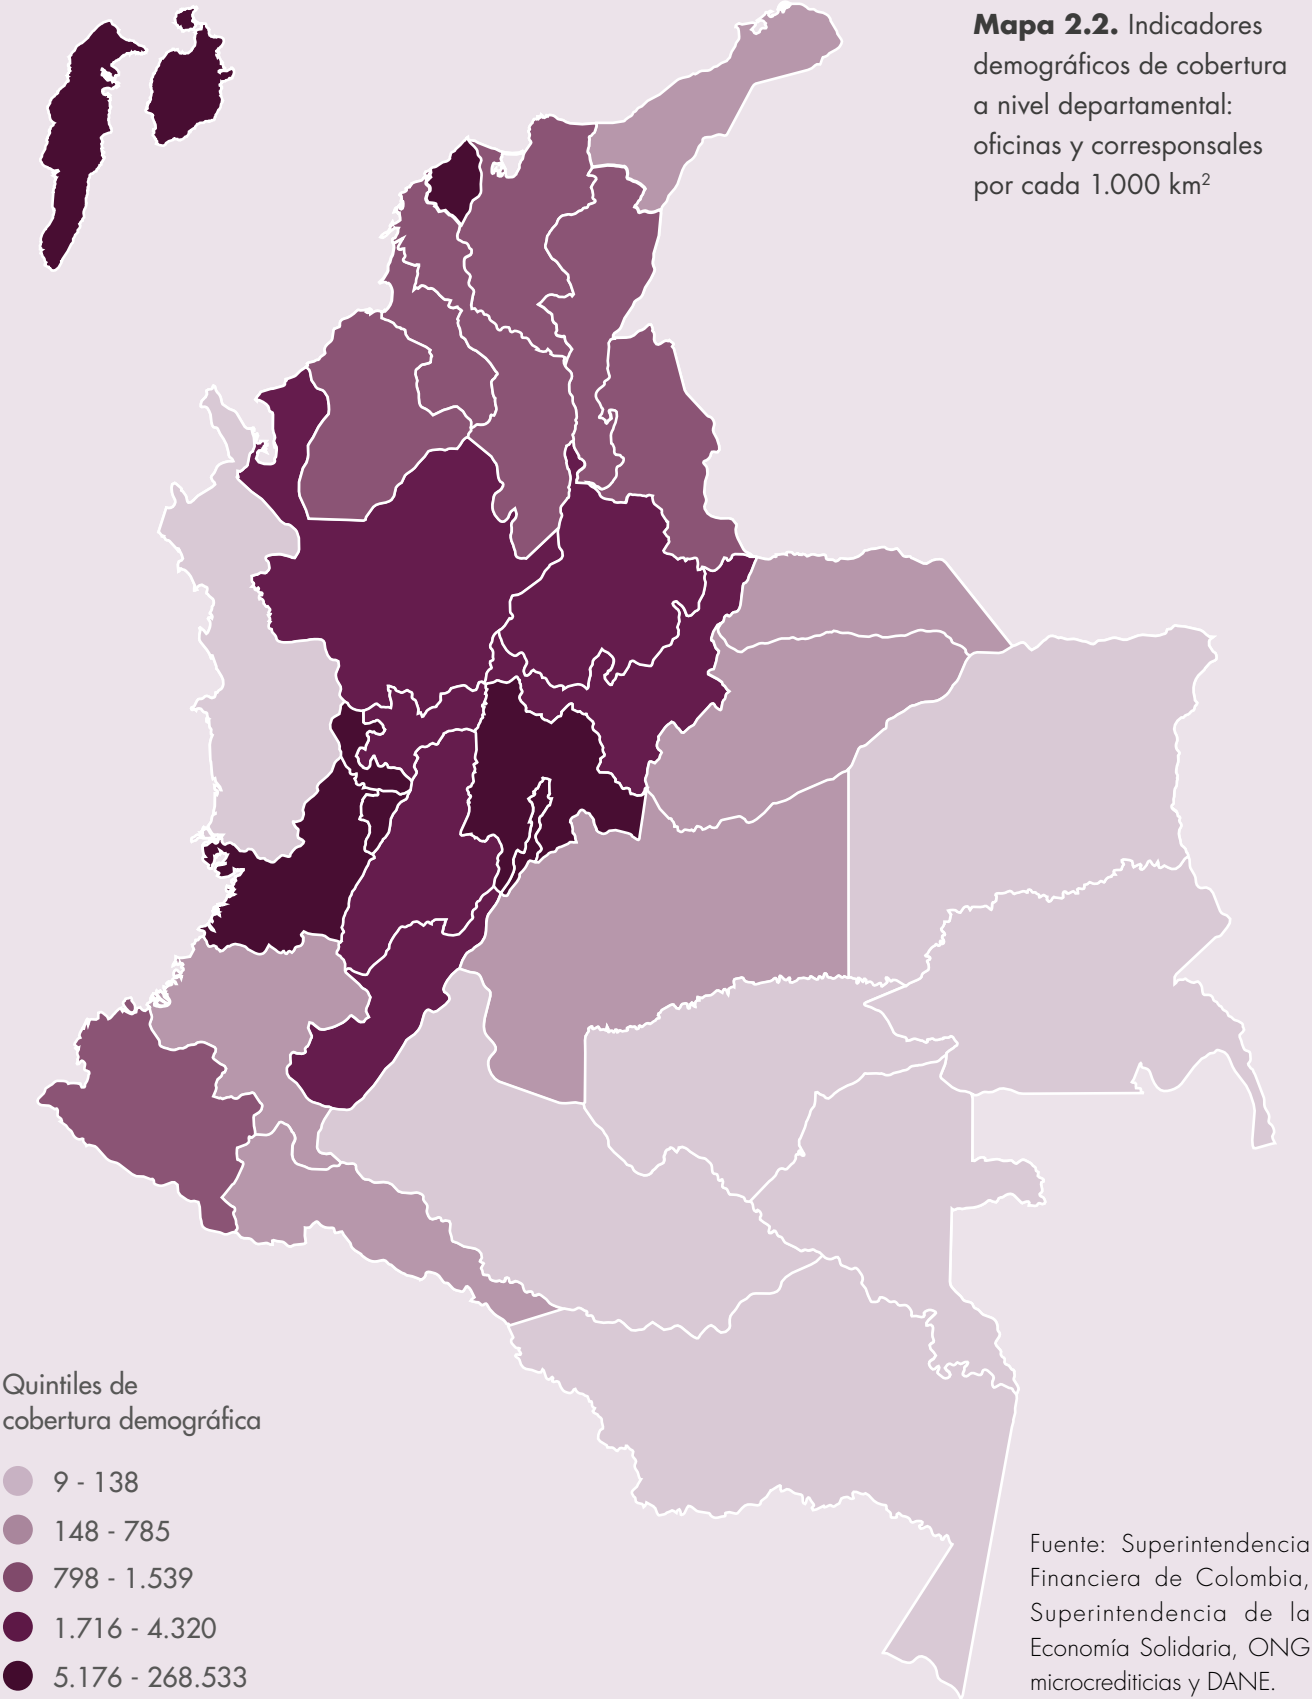 Mapa 2.2. Indicadores
demográficos de cobertura
a nivel departamental:
oficinas y corresponsales
por cada 1.000 km²
Quintiles de
cobertura demográfica
9 - 138
148 - 785
798 - 1.539
1.716 - 4.320
5.176 - 268.533
Fuente: Superintendencia
Financiera de Colombia,
Superintendencia de la
Economía Solidaria, ONG
microcrediticias y DANE.